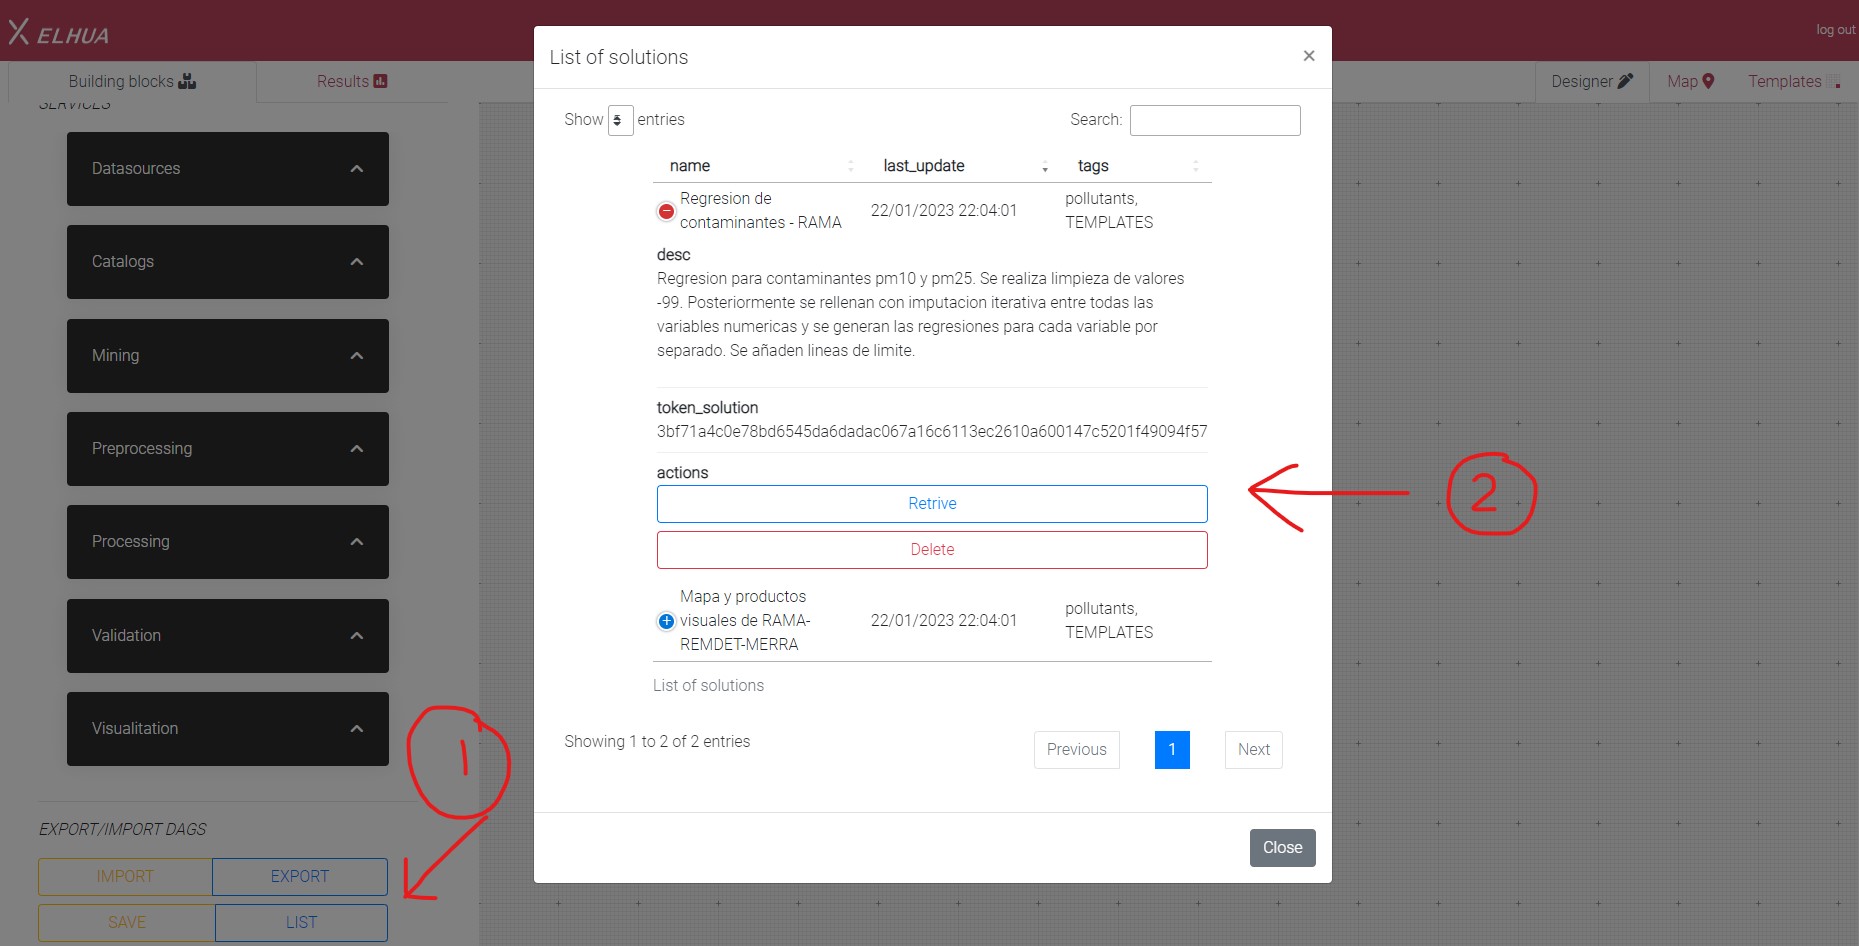 X ELHUA
log out
Building blocks
Results
Designer
Map
Templates
SERVICES
Datasources
Catalogs
Mining
Preprocessing
Processing
Validation
Visualitation
EXPORT/IMPORT DAGS
IMPORT
EXPORT
SAVE
LIST
1
List of solutions
×
Show 5 entries
Search:
name
last_update
tags
Regresion de
contaminantes - RAMA
22/01/2023 22:04:01
pollutants,
TEMPLATES
desc
Regresion para contaminantes pm10 y pm25. Se realiza limpieza de valores
-99. Posteriormente se rellenan con imputacion iterativa entre todas las
variables numericas y se generan las regresiones para cada variable por
separado. Se añaden lineas de limite.
token_solution
3bf71a4c0e78bd6545da6dadac067a16c6113ec2610a600147c5201f49094f57
actions
Retrive
Delete
2
Mapa y productos
visuales de RAMA-
REMDET-MERRA
22/01/2023 22:04:01
pollutants,
TEMPLATES
List of solutions
Showing 1 to 2 of 2 entries
Previous
1
Next
Close